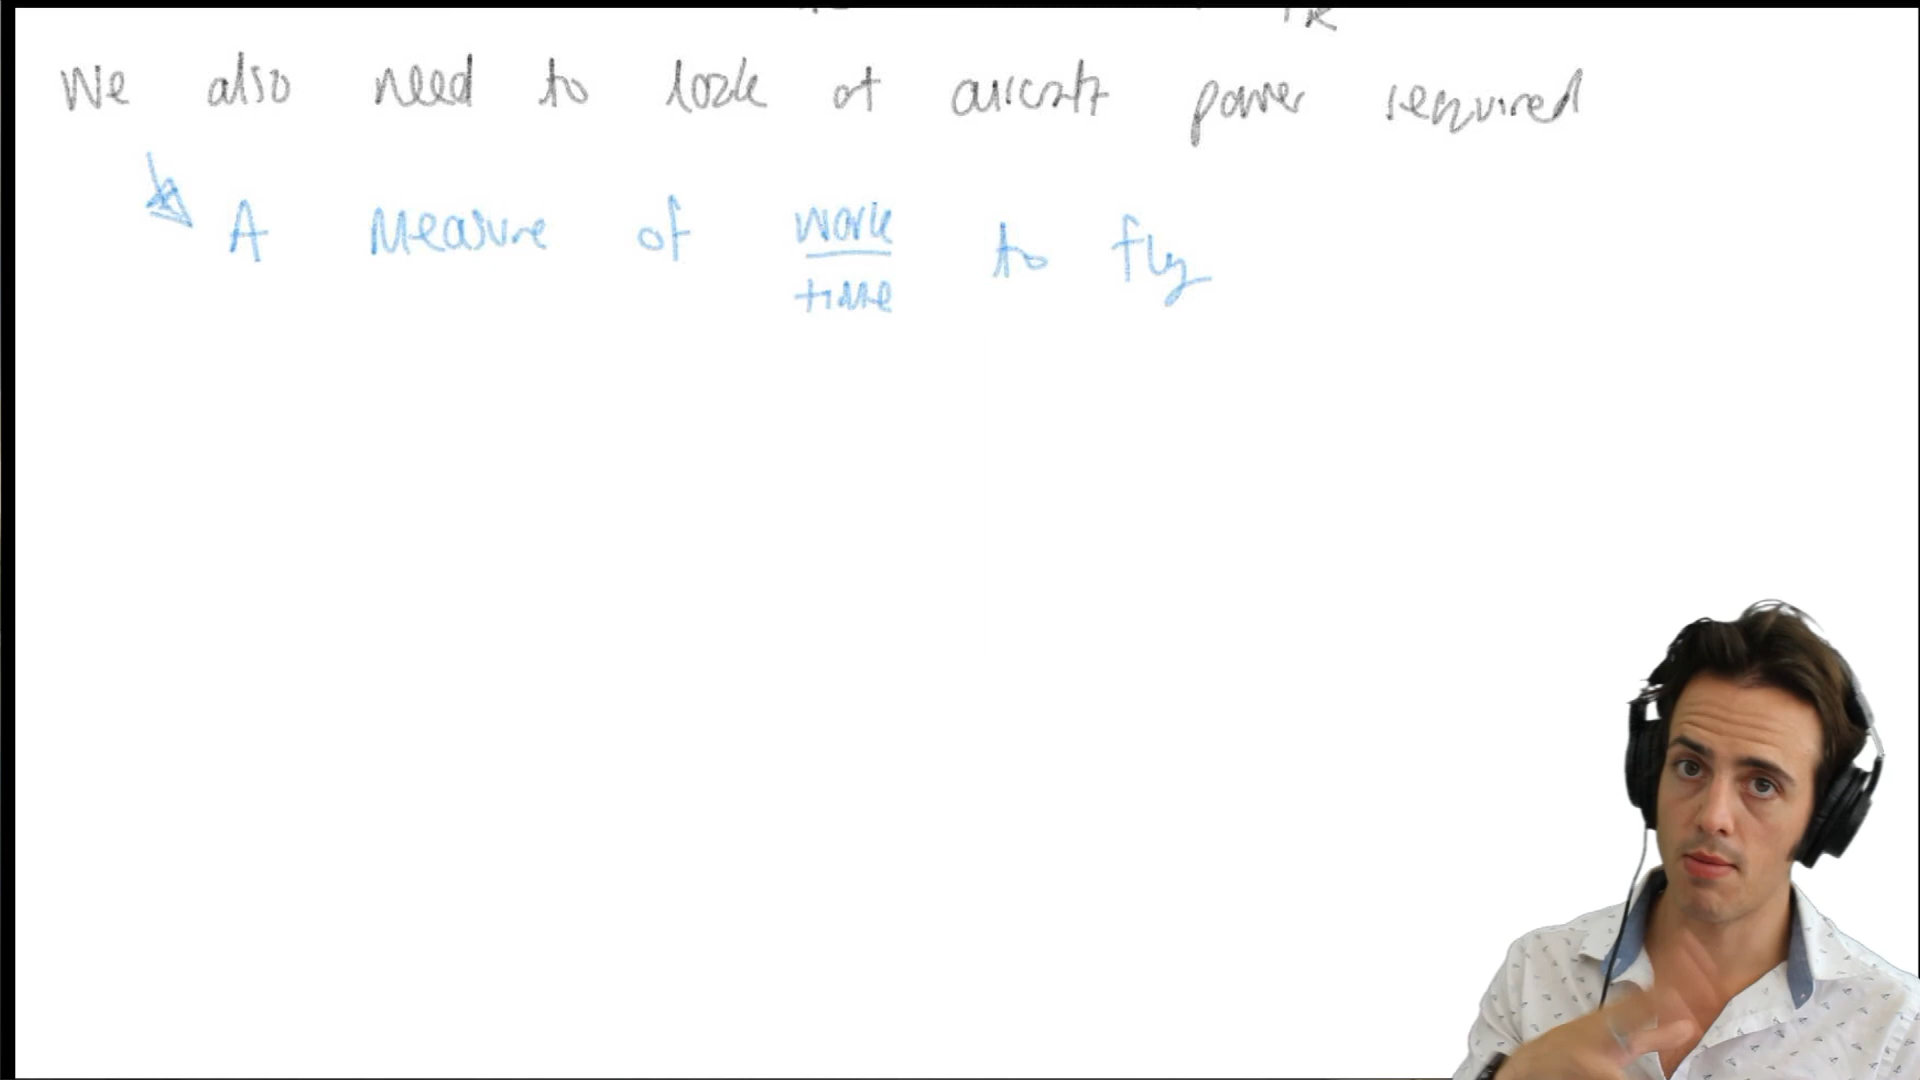 We also need to look at aircraft power required
A Measure of work/time to fly